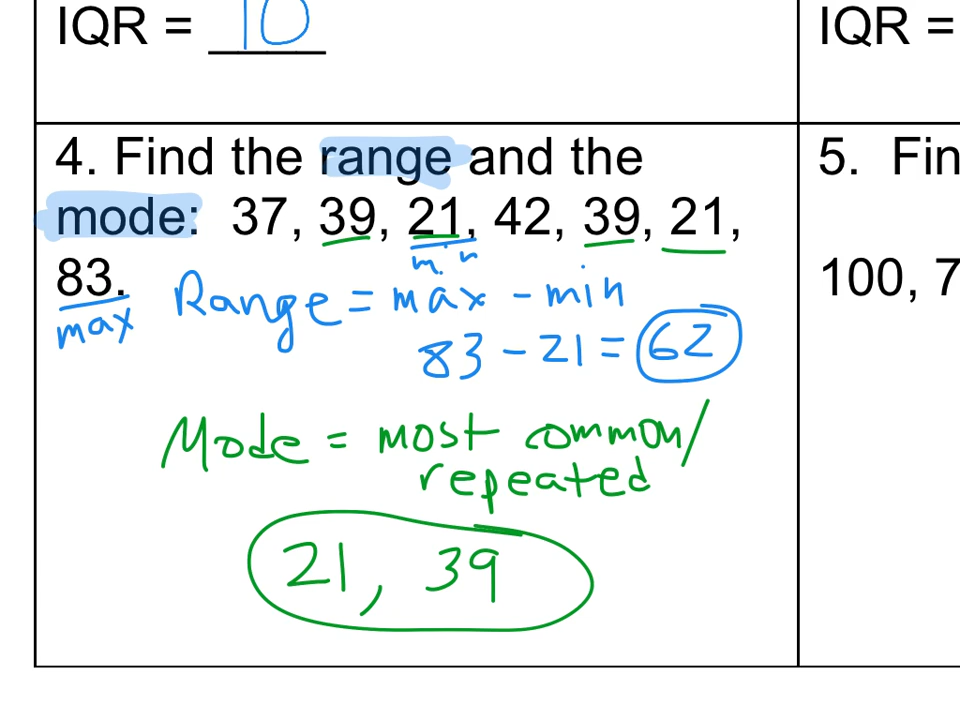 IQR = 10
IQR =
4. Find the range and the
mode: 37, 39, 21, 42, 39, 21,
min
83.
max
Range = max - min
83 - 21 = 62
Mode = most common/
repeated
21, 39
5. Fin
100, 7